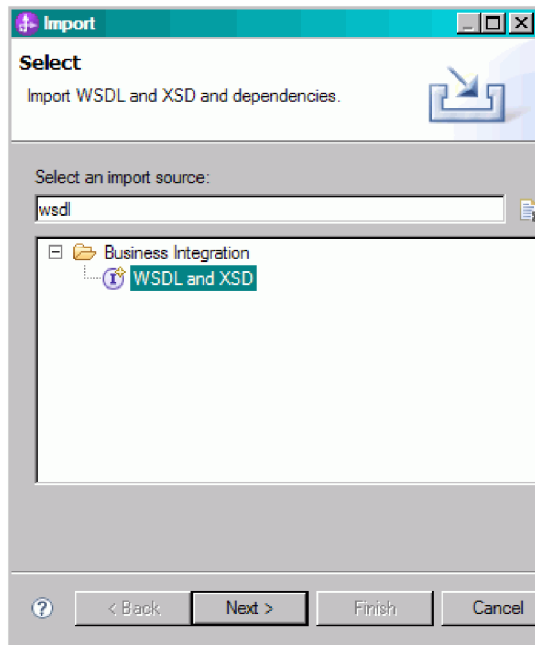 Import
Select
Import WSDL and XSD and dependencies.
Select an import source:
wsdl
Business Integration
WSDL and XSD
< Back
Next >
Finish
Cancel